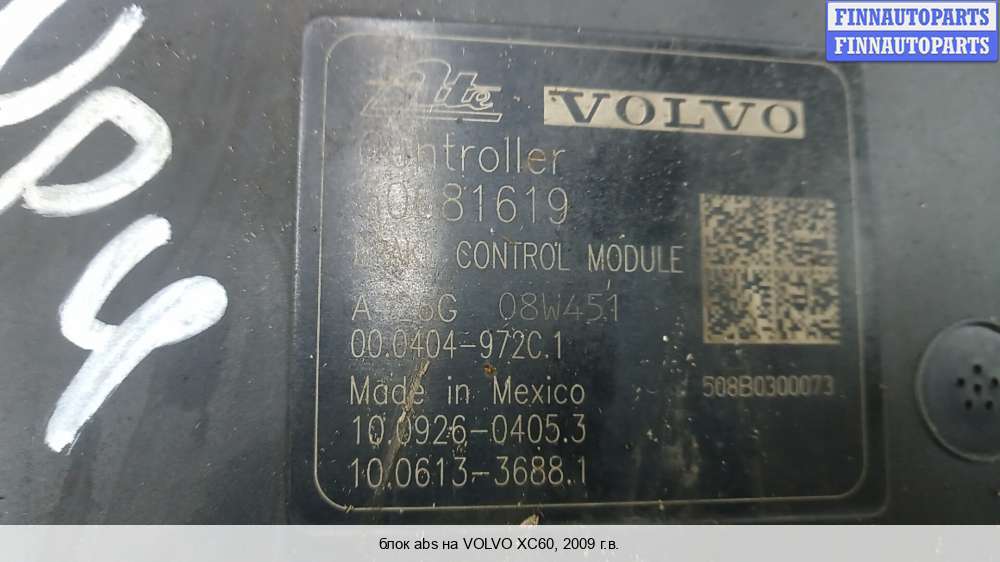 FINNAUTOPARTS
FINNAUTOPARTS
Ate VOLVO
UP4
Controller
CONTROL MODULE
08W451
00.0404-972C.1
508B0300073
Made in Mexico
10.0926-0405.3
10.0613-3688.1
блок abs на VOLVO XC60, 2009 г.в.